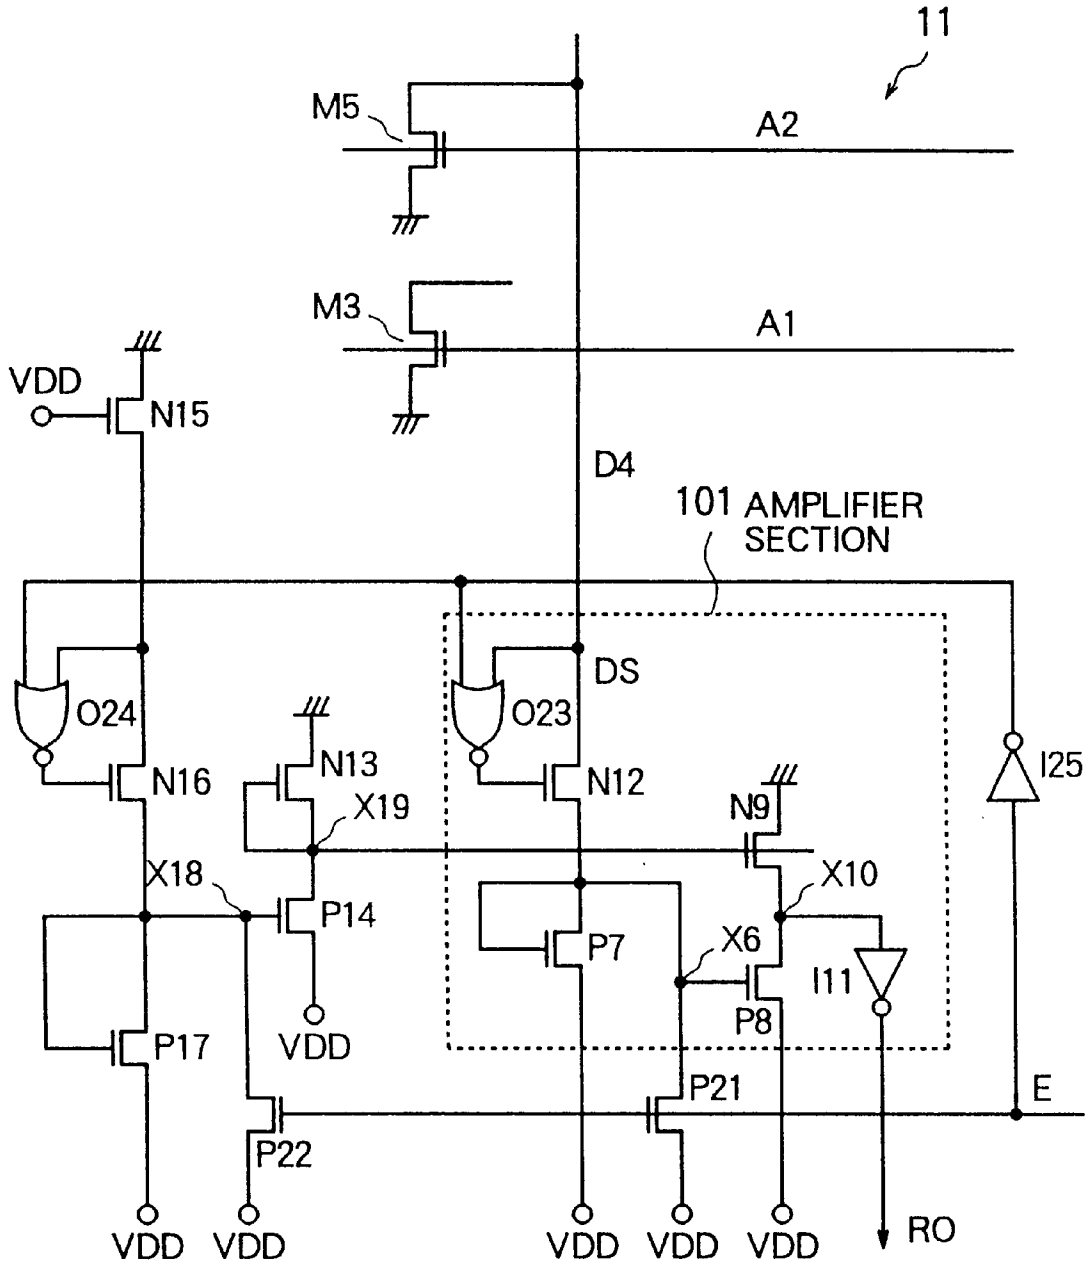 11
M5
A2
M3
A1
VDD
N15
D4
101 AMPLIFIER
SECTION
DS
O24
O23
N13
N16
N12
I25
X19
N9
X18
X10
P14
P7
X6
I11
P8
P17
VDD
P21
E
P22
VDD
VDD
VDD
VDD
VDD
RO